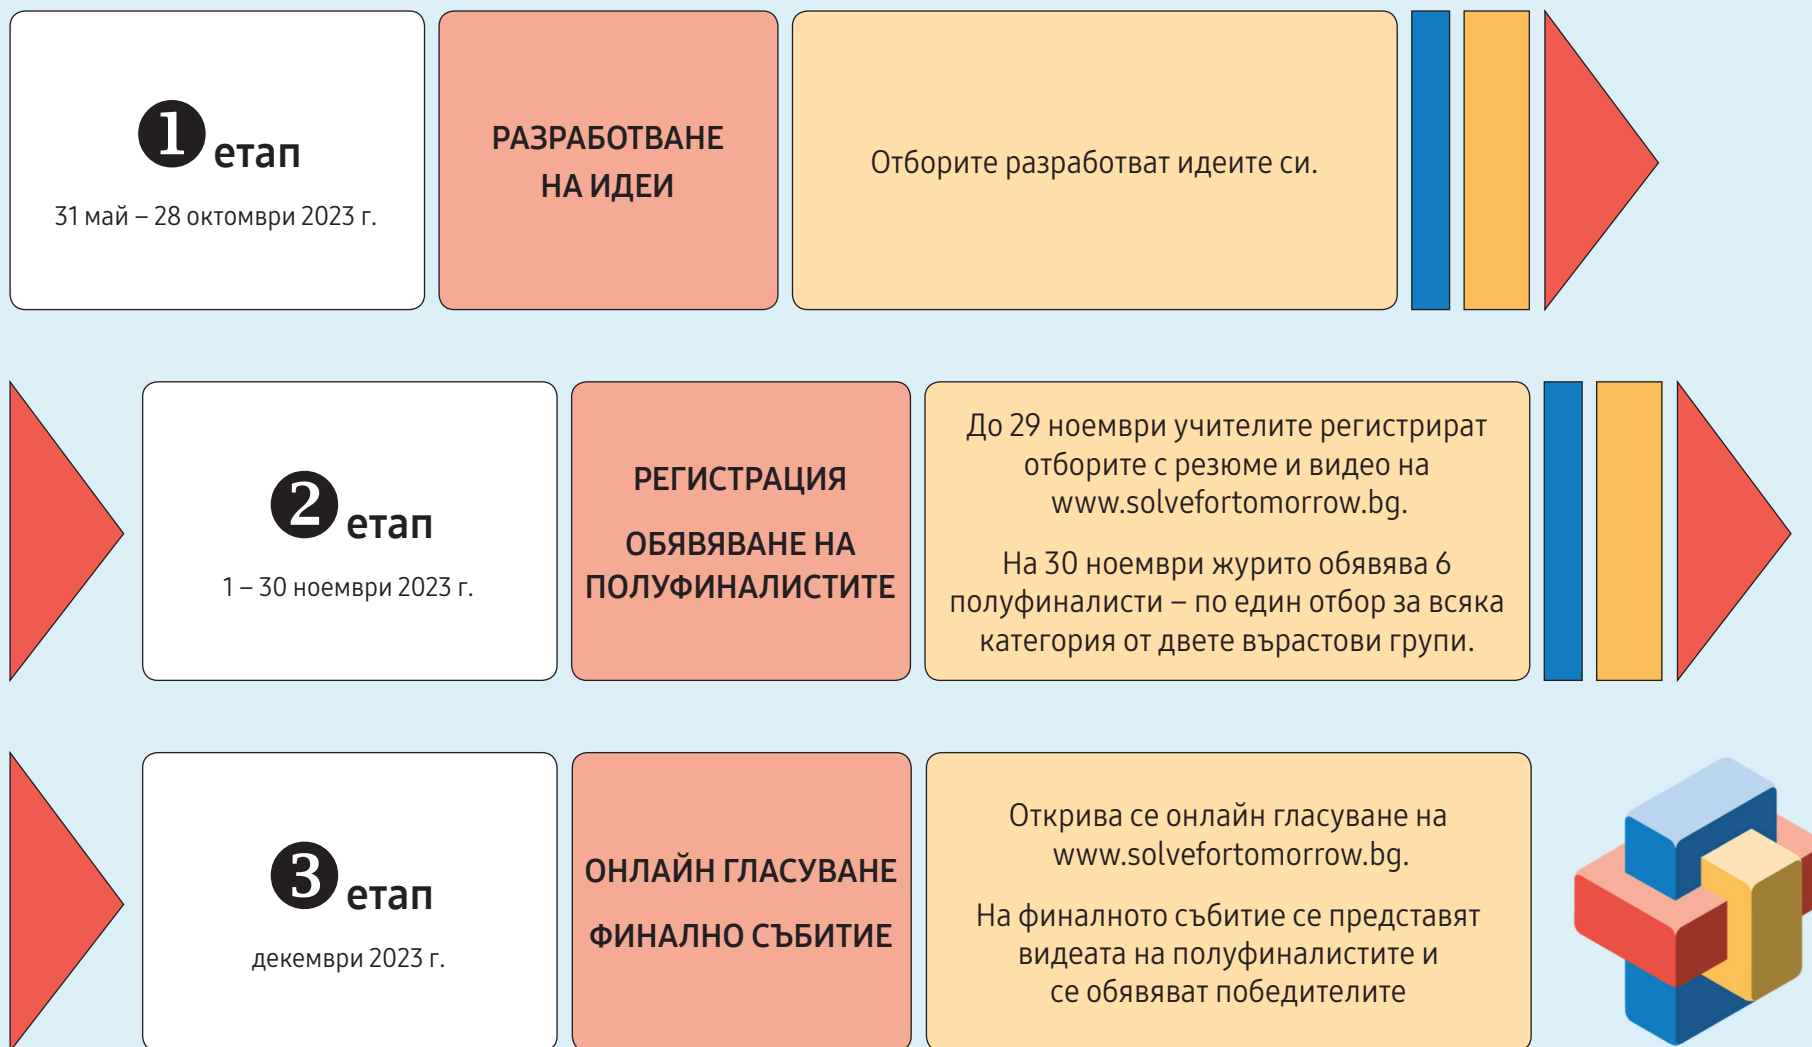 1 етап
31 май – 28 октомври 2023 г.
РАЗРАБОТВАНЕ
НА ИДЕИ
Отборите разработват идеите си.
2 етап
1 – 30 ноември 2023 г.
РЕГИСТРАЦИЯ
ОБЯВЯВАНЕ НА
ПОЛУФИНАЛИСТИТЕ
До 29 ноември учителите регистрират
отборите с резюме и видео на
www.solvefortomorrow.bg.
На 30 ноември журито обявява 6
полуфиналисти – по един отбор за всяка
категория от двете възрастови групи.
3 етап
декември 2023 г.
ОНЛАЙН ГЛАСУВАНЕ
ФИНАЛНО СЪБИТИЕ
Открива се онлайн гласуване на
www.solvefortomorrow.bg.
На финалното събитие се представят
видеата на полуфиналистите и
се обявяват победителите